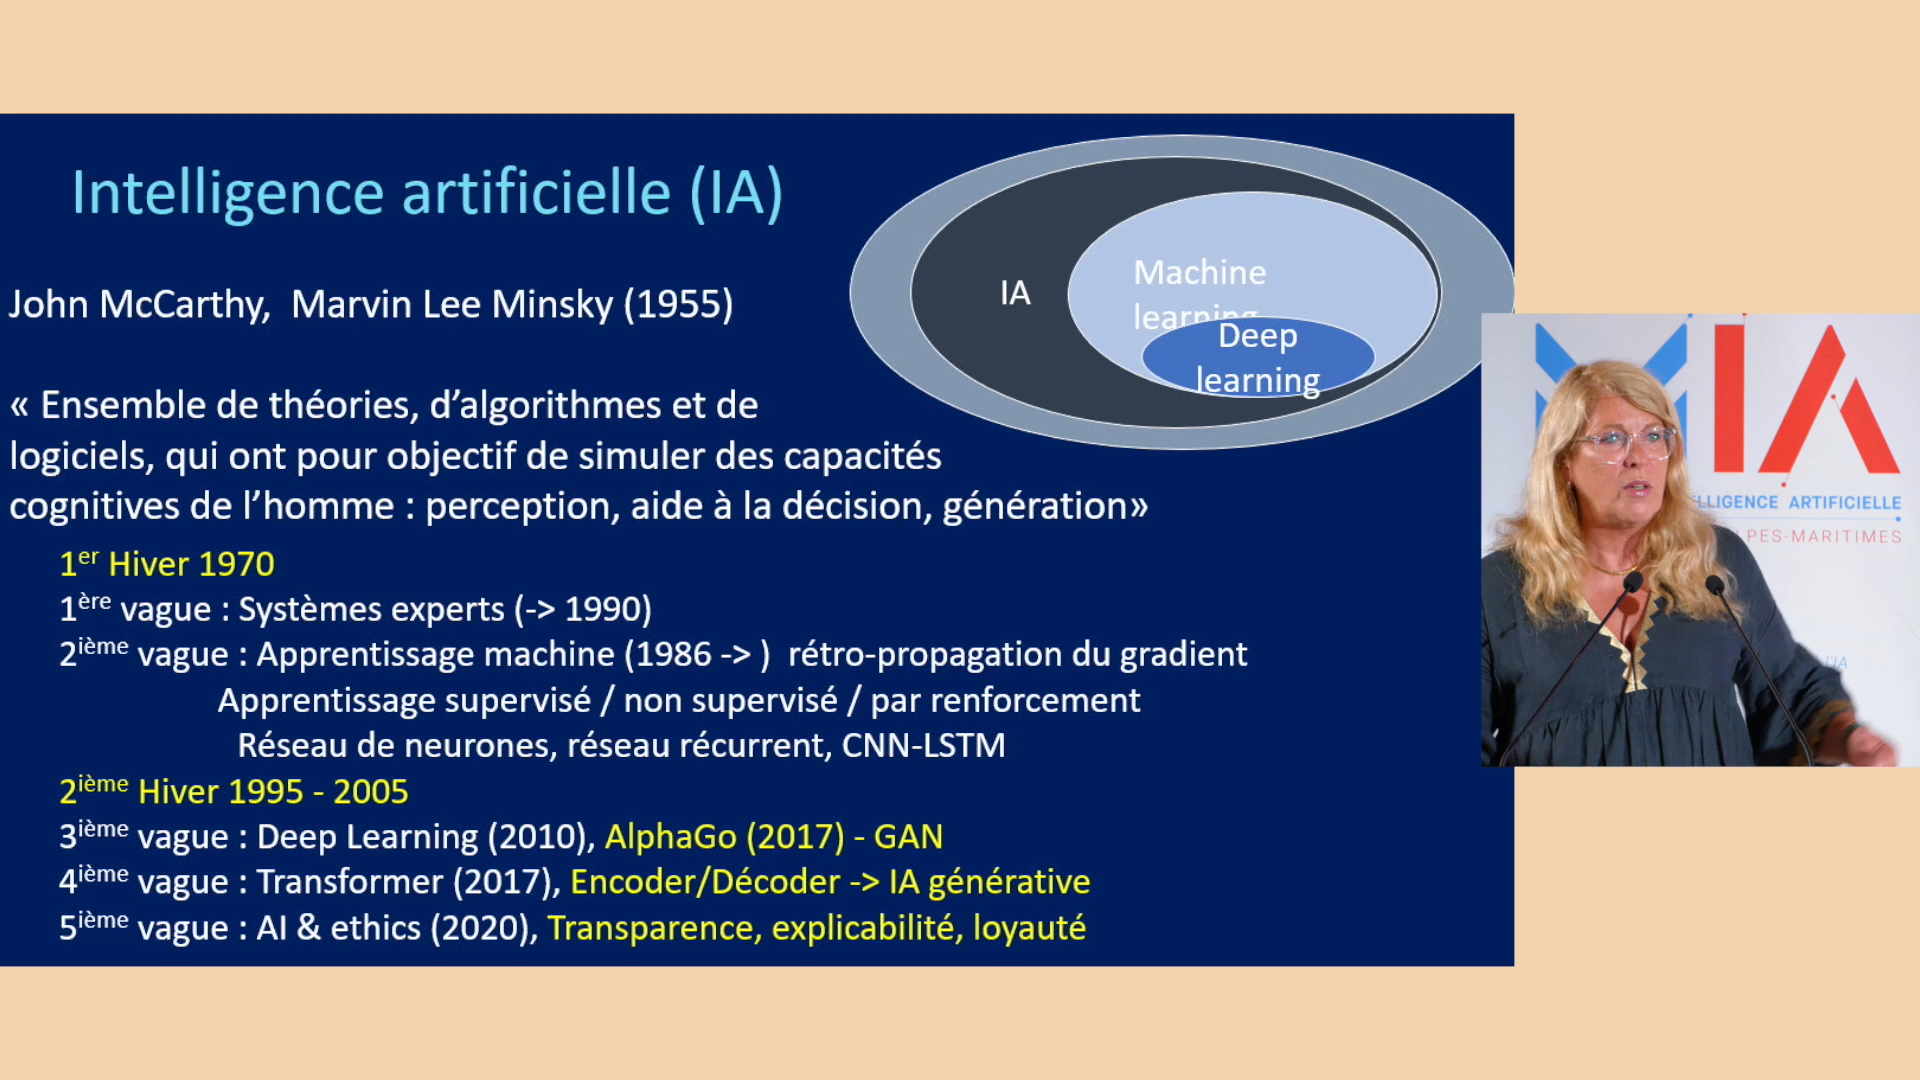 Intelligence artificielle (IA)
John McCarthy, Marvin Lee Minsky (1955)
« Ensemble de théories, d’algorithmes et de
logiciels, qui ont pour objectif de simuler des capacités
cognitives de l’homme : perception, aide à la décision, génération»
1er Hiver 1970
1ère vague : Systèmes experts (-> 1990)
2ième vague : Apprentissage machine (1986 -> ) rétro-propagation du gradient
Apprentissage supervisé / non supervisé / par renforcement
Réseau de neurones, réseau récurrent, CNN-LSTM
2ième Hiver 1995 - 2005
3ième vague : Deep Learning (2010), AlphaGo (2017) - GAN
4ième vague : Transformer (2017), Encoder/Décoder -> IA générative
5ième vague : AI & ethics (2020), Transparence, explicabilité, loyauté
IA
Machine
learning
Deep
learning
MIA
LLIGENCE ARTIFICIELLE
LPES-MARITIMES
l'IA